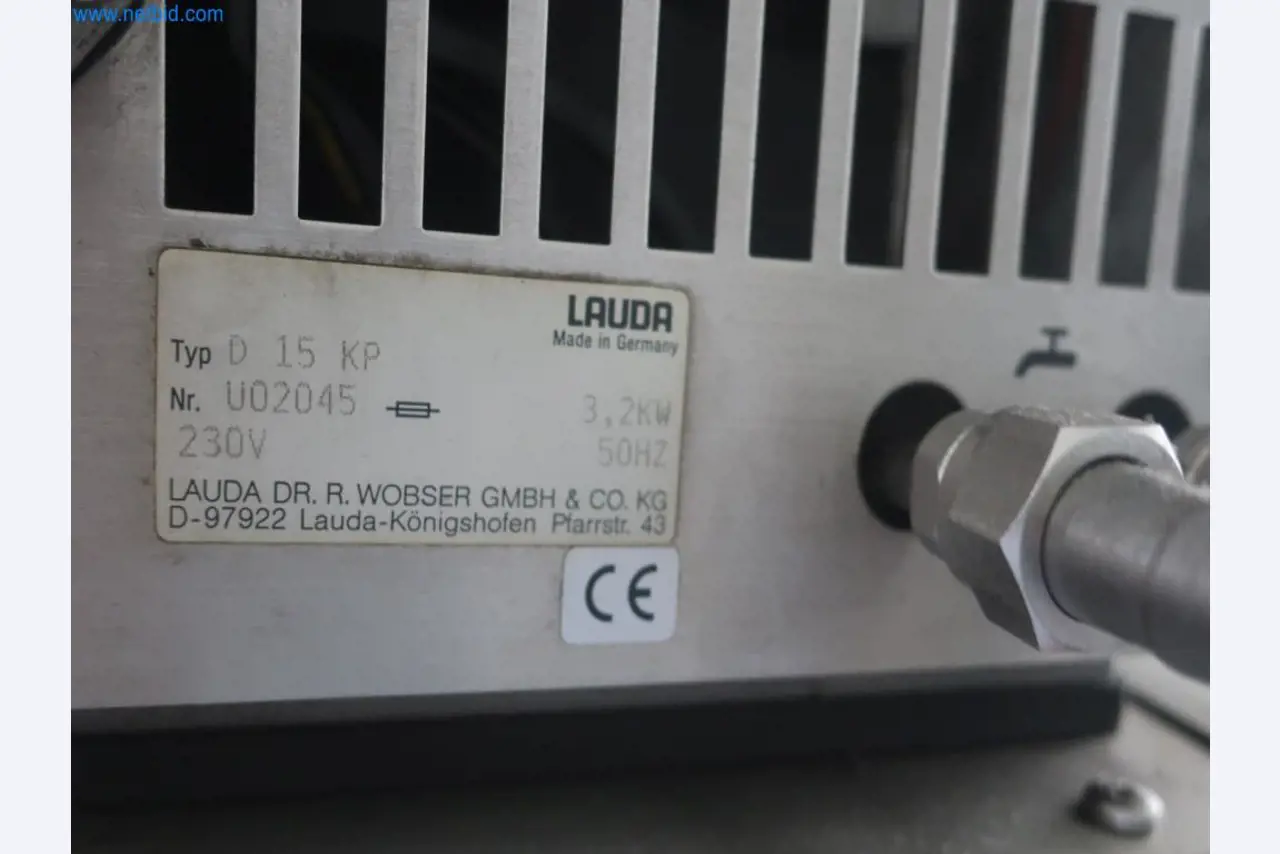 www.netbid.com
LAUDA
Made in Germany
Typ D 15 KP
Nr. U02045 3,2KW
230V 50HZ
LAUDA DR. R. WOBSER GMBH & CO. KG
D-97922 Lauda-Königshofen Pfarrstr. 43
CE